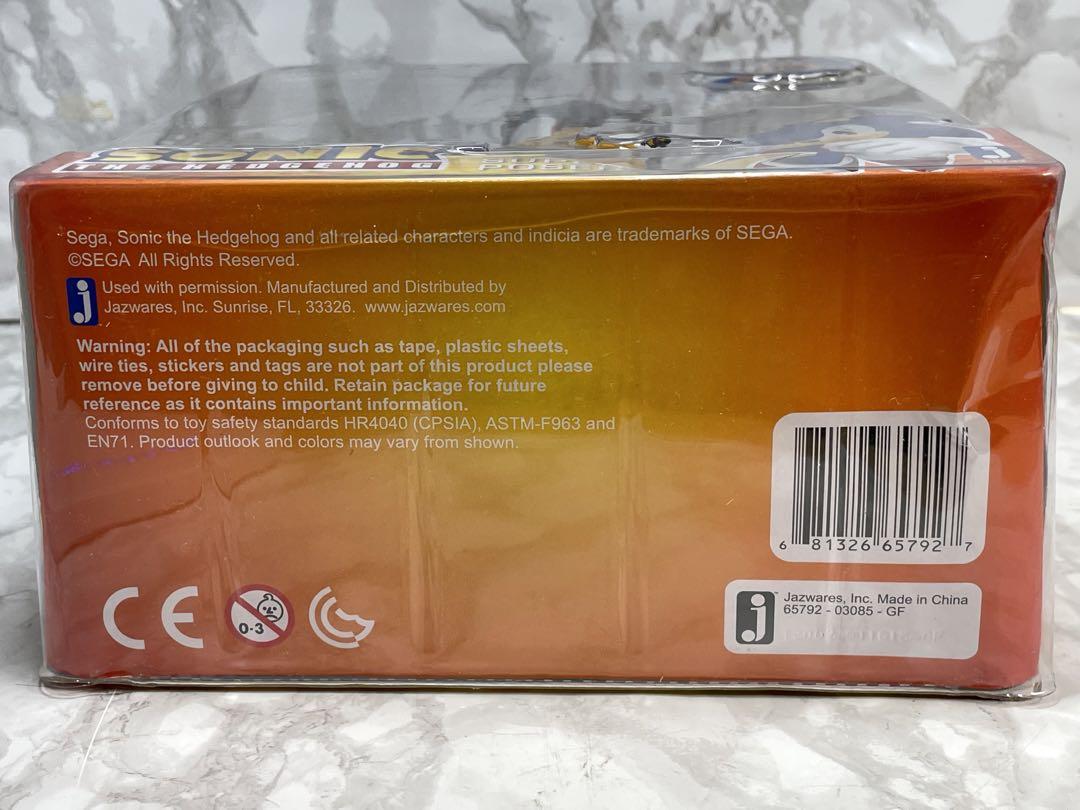 SONIC
THE HEDGEHOG
Sega, Sonic the Hedgehog and all related characters and indicia are trademarks of SEGA.
©SEGA All Rights Reserved.
Used with permission. Manufactured and Distributed by
Jazwares, Inc. Sunrise, FL, 33326. www.jazwares.com
Warning: All of the packaging such as tape, plastic sheets,
wire ties, stickers and tags are not part of this product please
remove before giving to child. Retain package for future
reference as it contains important information.
Conforms to toy safety standards HR4040 (CPSIA), ASTM-F963 and
EN71. Product outlook and colors may vary from shown.
6 81326 65792 7
CE 0-3
j Jazwares, Inc. Made in China
65792 - 03085 - GF